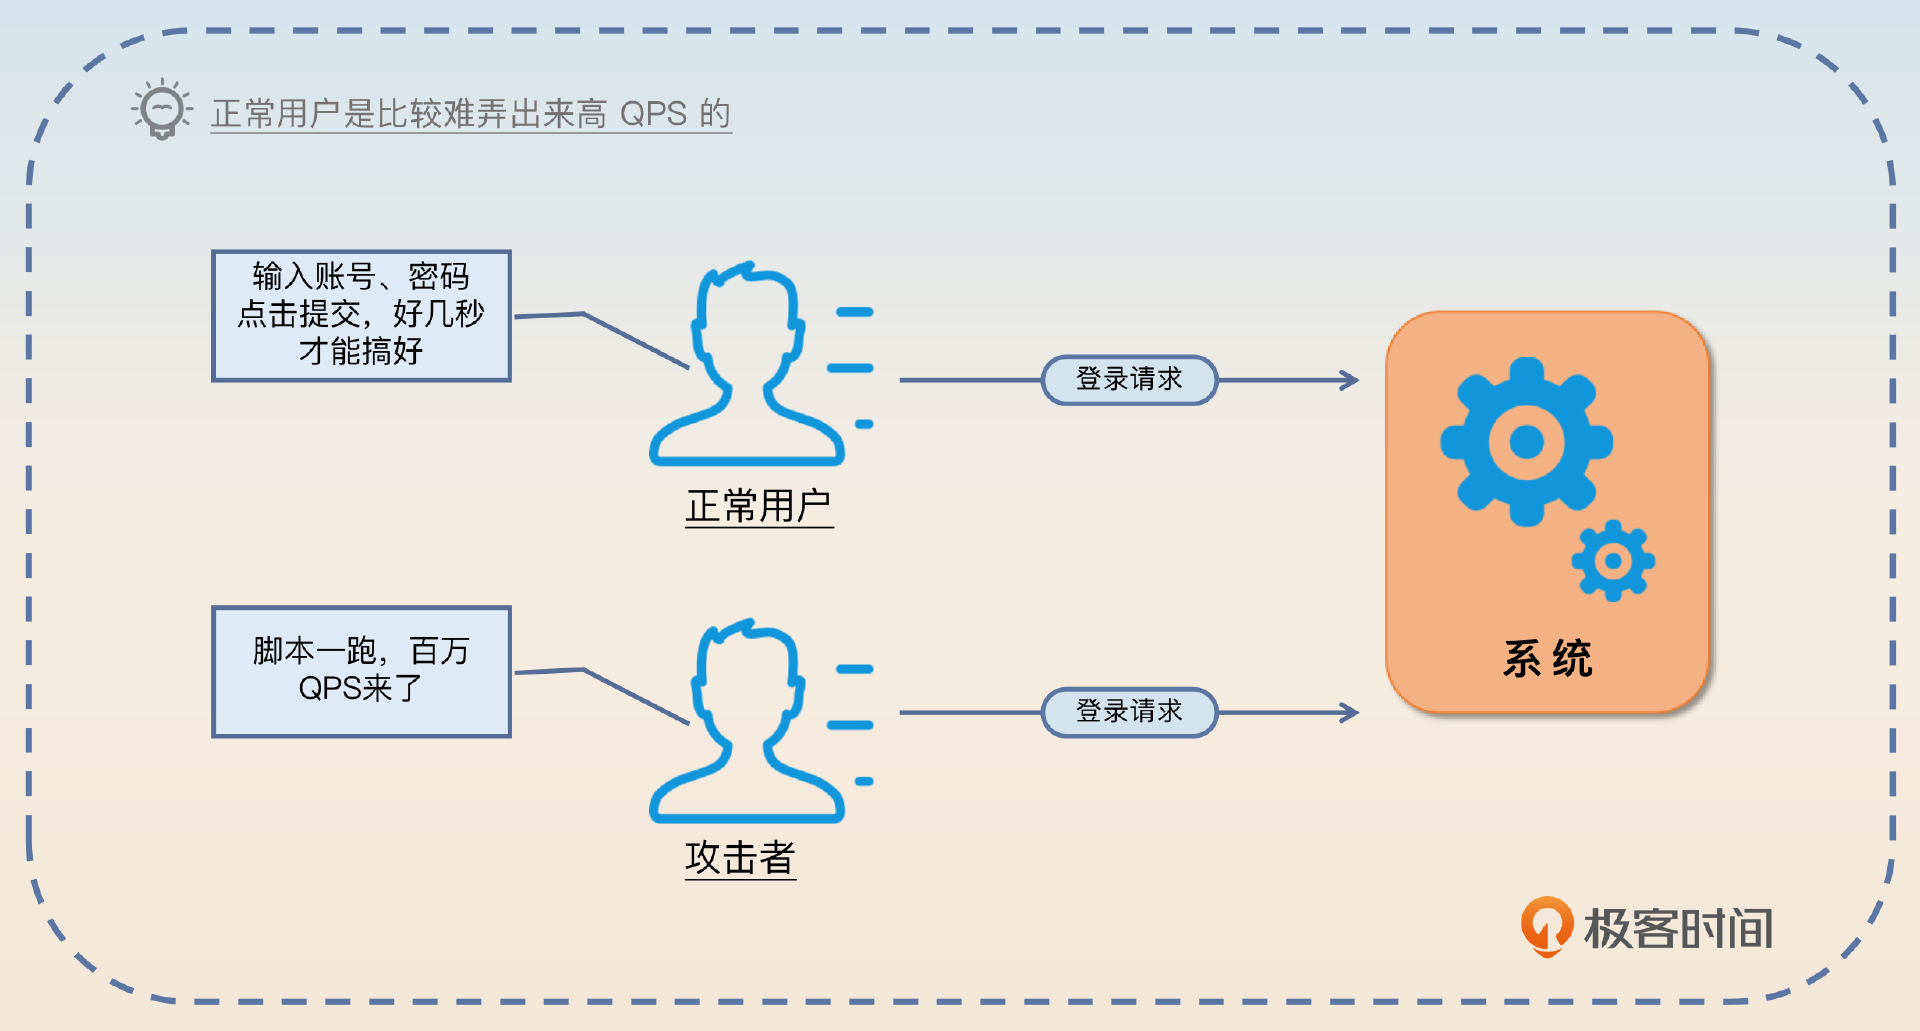 正常用户是比较难弄出来高 QPS 的
输入账号、密码
点击提交，好几秒
才能搞好
登录请求
正常用户
脚本一跑，百万
QPS来了
登录请求
攻击者
系统
极客时间